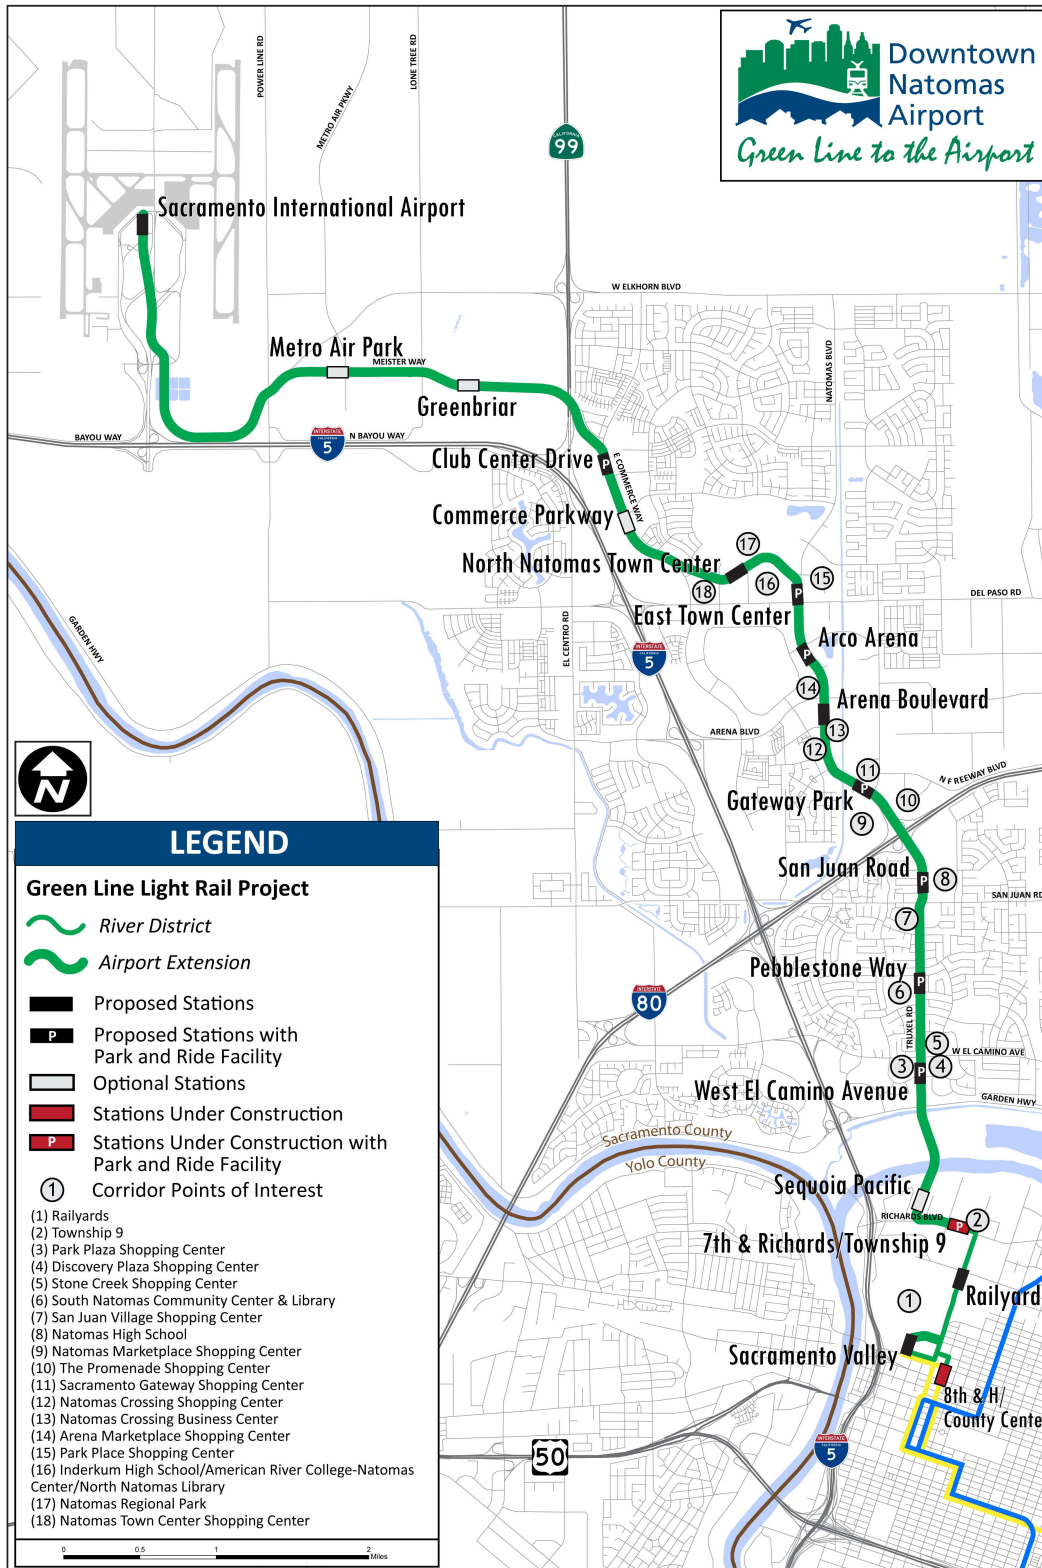 Downtown
Natomas
Airport
Green Line to the Airport
POWER LINE RD
METRO AIR PKWY
LONE TREE RD
CALIFORNIA
99
Sacramento International Airport
W ELKHORN BLVD
Metro Air Park
MEISTER WAY
NATOMAS BLVD
Greenbriar
BAYOU WAY
INTERSTATE
CALIFORNIA
5
N BAYOU WAY
Club Center Drive
P
E COMMERCE WAY
Commerce Parkway
17
North Natomas Town Center
18
16
15
P
DEL PASO RD
East Town Center
GARDEN HWY
EL CENTRO RD
INTERSTATE
CALIFORNIA
5
P
Arco Arena
14
Arena Boulevard
ARENA BLVD
13
12
11
N F REEWAY BLVD
P
Gateway Park
10
9
N
San Juan Road
P
8
SAN JUAN RD
7
Pebblestone Way
P
6
INTERSTATE
80
TRUXEL RD
5
W EL CAMINO AVE
3
P
4
West El Camino Avenue
GARDEN HWY
Sacramento County
Yolo County
Sequoia Pacific
RICHARDS BLVD
P
2
7th & Richards/Township 9
1
Railyard
Sacramento Valley
8th & H/
County Cente
50
INTERSTATE
CALIFORNIA
5
LEGEND
Green Line Light Rail Project
River District
Airport Extension
Proposed Stations
P
Proposed Stations with
Park and Ride Facility
Optional Stations
Stations Under Construction
P
Stations Under Construction with
Park and Ride Facility
1
Corridor Points of Interest
(1) Railyards
(2) Township 9
(3) Park Plaza Shopping Center
(4) Discovery Plaza Shopping Center
(5) Stone Creek Shopping Center
(6) South Natomas Community Center & Library
(7) San Juan Village Shopping Center
(8) Natomas High School
(9) Natomas Marketplace Shopping Center
(10) The Promenade Shopping Center
(11) Sacramento Gateway Shopping Center
(12) Natomas Crossing Shopping Center
(13) Natomas Crossing Business Center
(14) Arena Marketplace Shopping Center
(15) Park Place Shopping Center
(16) Inderkum High School/American River College-Natomas
Center/North Natomas Library
(17) Natomas Regional Park
(18) Natomas Town Center Shopping Center
0 0.5 1 2
Miles